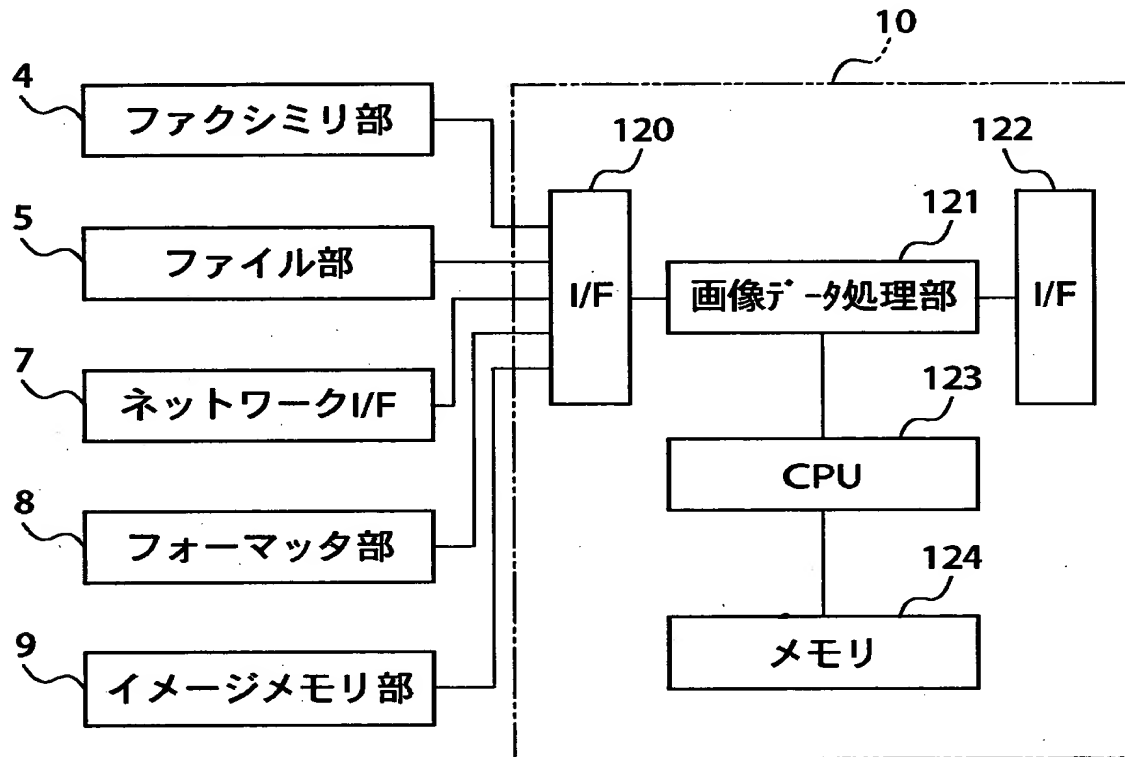 10
4
ファクシミリ部
120
122
5
ファイル部
121
I/F
画像データ処理部
I/F
7
ネットワークI/F
123
CPU
8
フォーマッタ部
124
メモリ
9
イメージメモリ部